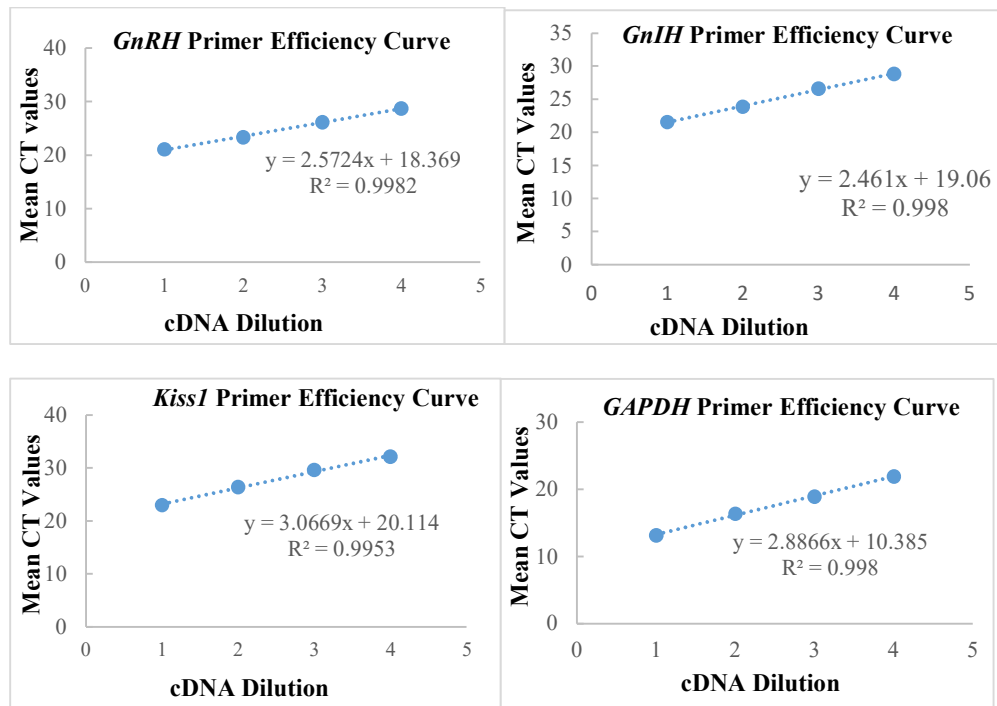 GnRH Primer Efficiency Curve
40
30
20
10
0
0 1 2 3 4 5
Mean CT values
cDNA Dilution
y = 2.5724x + 18.369
R² = 0.9982
GnIH Primer Efficiency Curve
35
30
25
20
15
10
5
0
0 1 2 3 4 5
Mean CT Values
cDNA Dilution
y = 2.461x + 19.06
R² = 0.998
Kiss1 Primer Efficiency Curve
40
30
20
10
0
0 1 2 3 4 5
Mean CT Values
cDNA Dilution
y = 3.0669x + 20.114
R² = 0.9953
GAPDH Primer Efficiency Curve
30
20
10
0
0 1 2 3 4 5
Mean CT Values
cDNA Dilution
y = 2.8866x + 10.385
R² = 0.998